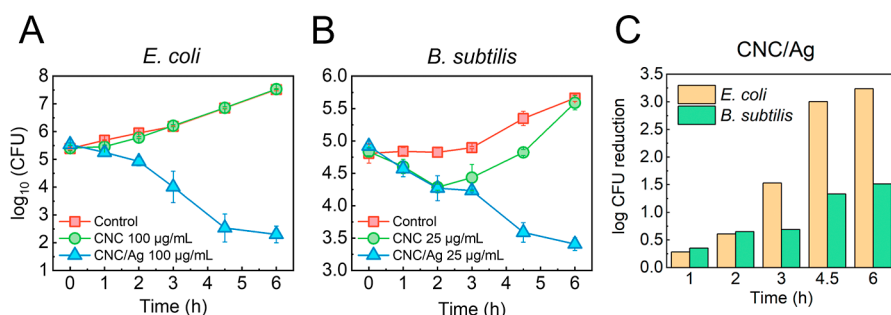 A
E. coli
log10 (CFU)
8
7
6
5
4
3
2
1
Control
CNC 100 µg/mL
CNC/Ag 100 µg/mL
0 1 2 3 4 5 6
Time (h)
B
B. subtilis
6.0
5.5
5.0
4.5
4.0
3.5
3.0
Control
CNC 25 µg/mL
CNC/Ag 25 µg/mL
0 1 2 3 4 5 6
Time (h)
C
CNC/Ag
log CFU reduction
3.5
3.0
2.5
2.0
1.5
1.0
0.5
0.0
E. coli
B. subtilis
1 2 3 4.5 6
Time (h)